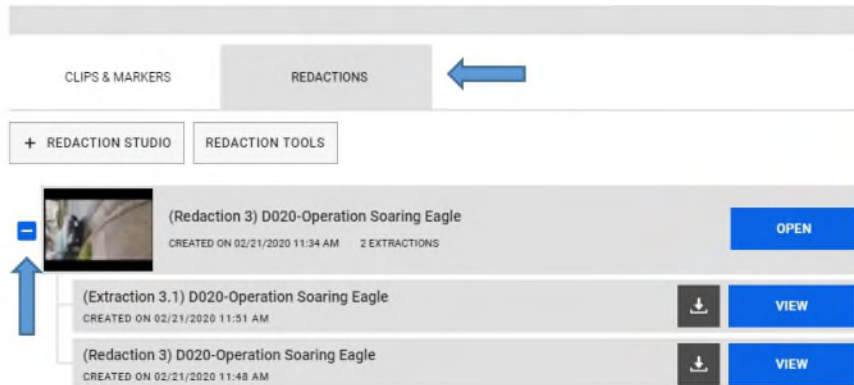 CLIPS & MARKERS REDACTIONS
+ REDACTION STUDIO REDACTION TOOLS
(Redaction 3) D020-Operation Soaring Eagle
CREATED ON 02/21/2020 11:34 AM 2 EXTRACTIONS
OPEN
(Extraction 3.1) D020-Operation Soaring Eagle
CREATED ON 02/21/2020 11:51 AM
VIEW
(Redaction 3) D020-Operation Soaring Eagle
CREATED ON 02/21/2020 11:48 AM
VIEW